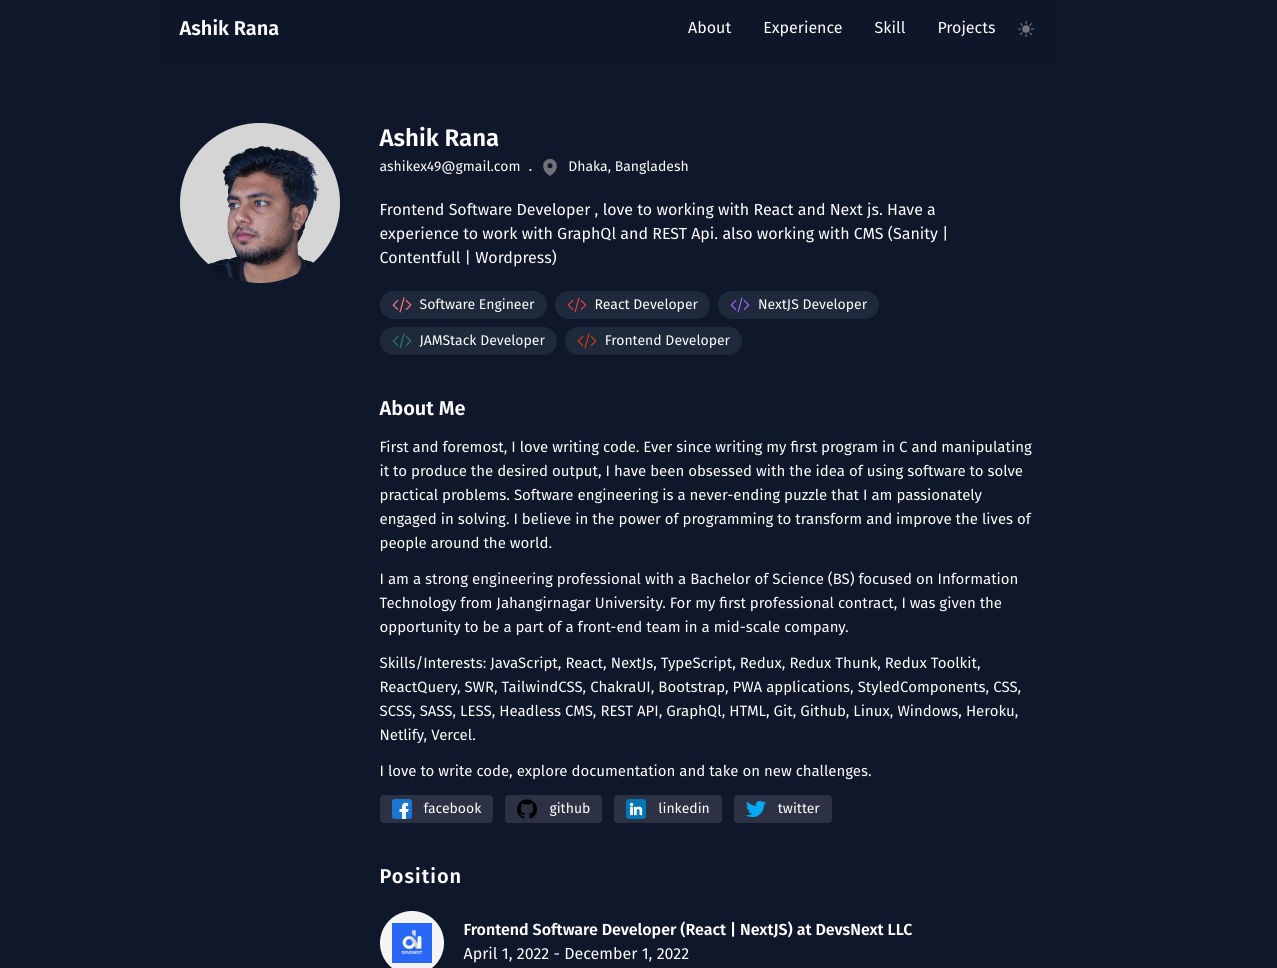 Ashik Rana
About Experience Skill Projects
Ashik Rana
ashikex49@gmail.com . Dhaka, Bangladesh
Frontend Software Developer , love to working with React and Next js. Have a
experience to work with GraphQl and REST Api. also working with CMS (Sanity |
Contentfull | Wordpress)
</> Software Engineer </> React Developer </> NextJS Developer
</> JAMStack Developer </> Frontend Developer
About Me
First and foremost, I love writing code. Ever since writing my first program in C and manipulating
it to produce the desired output, I have been obsessed with the idea of using software to solve
practical problems. Software engineering is a never-ending puzzle that I am passionately
engaged in solving. I believe in the power of programming to transform and improve the lives of
people around the world.
I am a strong engineering professional with a Bachelor of Science (BS) focused on Information
Technology from Jahangirnagar University. For my first professional contract, I was given the
opportunity to be a part of a front-end team in a mid-scale company.
Skills/Interests: JavaScript, React, NextJs, TypeScript, Redux, Redux Thunk, Redux Toolkit,
ReactQuery, SWR, TailwindCSS, ChakraUI, Bootstrap, PWA applications, StyledComponents, CSS,
SCSS, SASS, LESS, Headless CMS, REST API, GraphQl, HTML, Git, Github, Linux, Windows, Heroku,
Netlify, Vercel.
I love to write code, explore documentation and take on new challenges.
facebook github linkedin twitter
Position
Frontend Software Developer (React | NextJS) at DevsNext LLC
April 1, 2022 - December 1, 2022